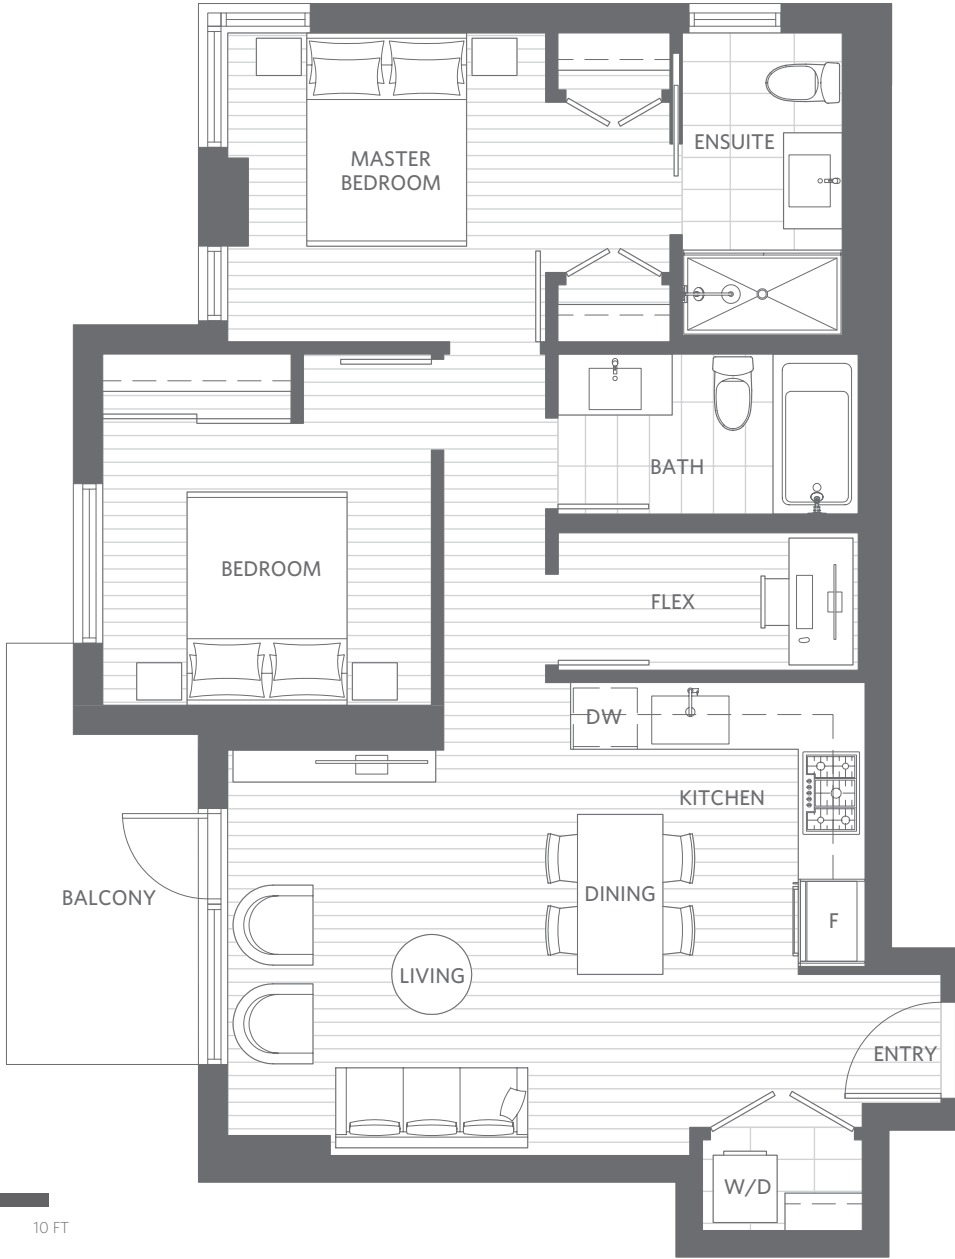 MASTER
BEDROOM
ENSUITE
BATH
BEDROOM
FLEX
DW
KITCHEN
DINING
BALCONY
F
LIVING
ENTRY
W/D
10 FT